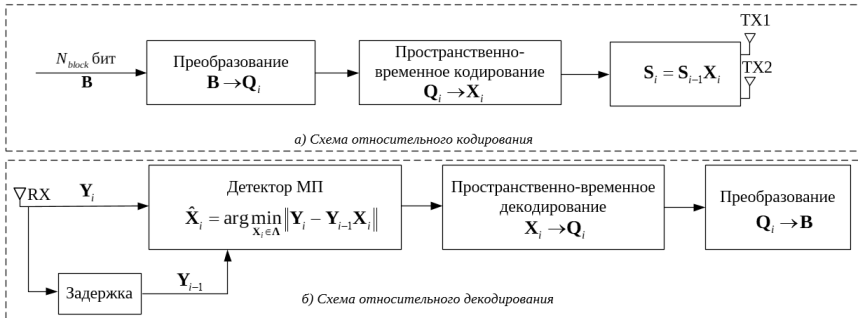 TX1
N_block бит
B
Преобразование
B → Q_i
Пространственно-
временное кодирование
Q_i → X_i
S_i = S_{i-1}X_i
TX2
а) Схема относительного кодирования
RX
Y_i
Детектор МП
X̂_i = arg min_{X_i∈Λ} ‖Y_i − Y_{i-1}X_i‖
Пространственно-временное
декодирование
X_i → Q_i
Преобразование
Q_i → B
Задержка
Y_{i-1}
б) Схема относительного декодирования